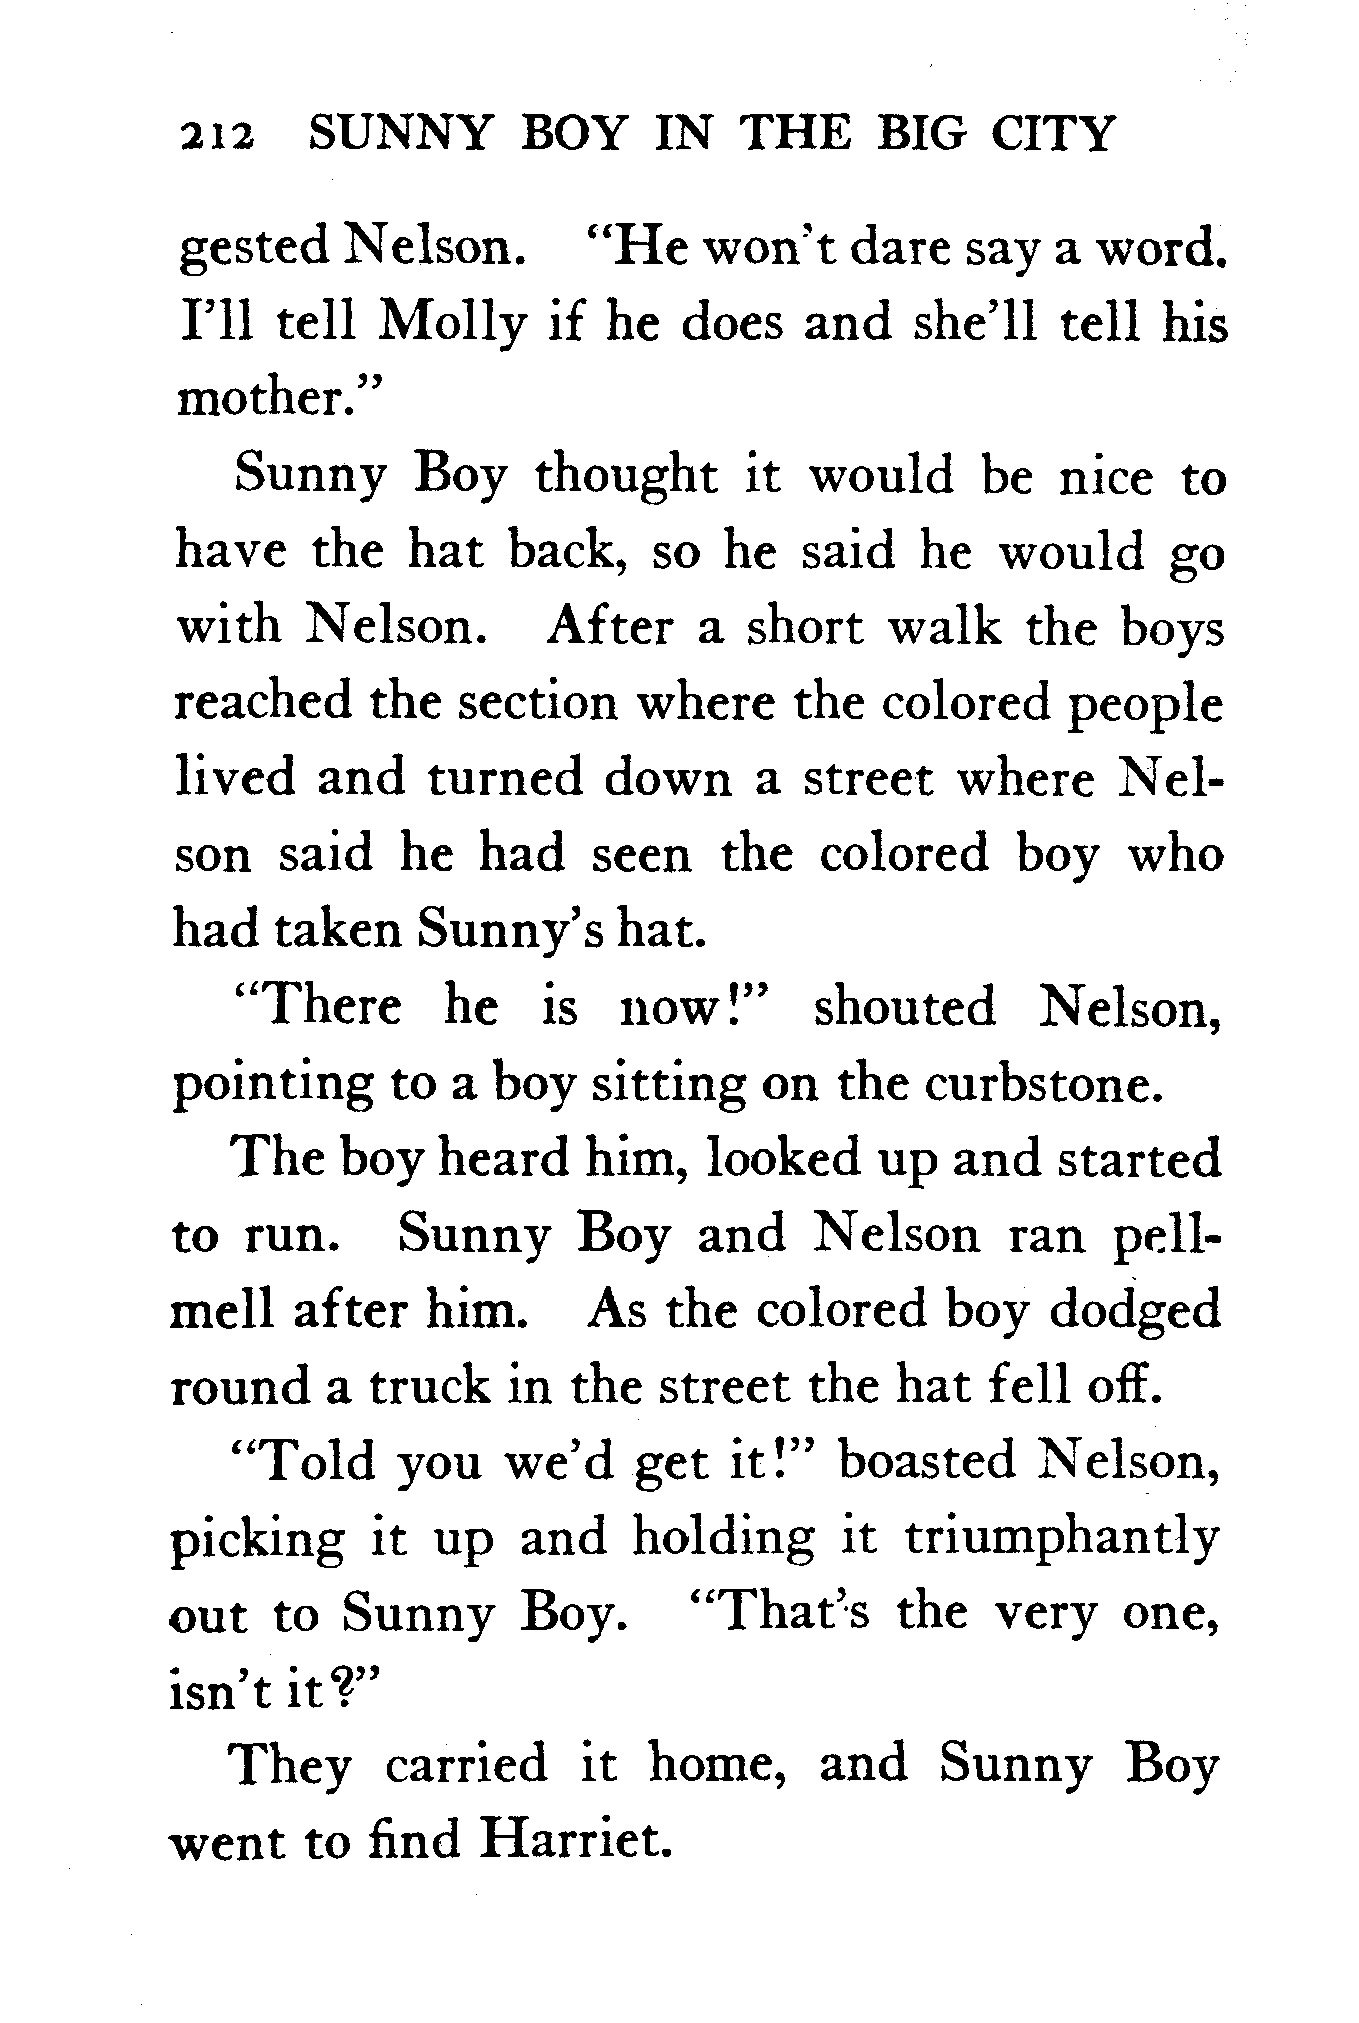 212 SUNNY BOY IN THE BIG CITY
gested Nelson. “He won’t dare say a word.
I’ll tell Molly if he does and she’ll tell his
mother.”
Sunny Boy thought it would be nice to
have the hat back, so he said he would go
with Nelson. After a short walk the boys
reached the section where the colored people
lived and turned down a street where Nel-
son said he had seen the colored boy who
had taken Sunny’s hat.
“There he is now!” shouted Nelson,
pointing to a boy sitting on the curbstone.
The boy heard him, looked up and started
to run. Sunny Boy and Nelson ran pell-
mell after him. As the colored boy dodged
round a truck in the street the hat fell off.
“Told you we’d get it!” boasted Nelson,
picking it up and holding it triumphantly
out to Sunny Boy. “That’s the very one,
isn’t it?”
They carried it home, and Sunny Boy
went to find Harriet.